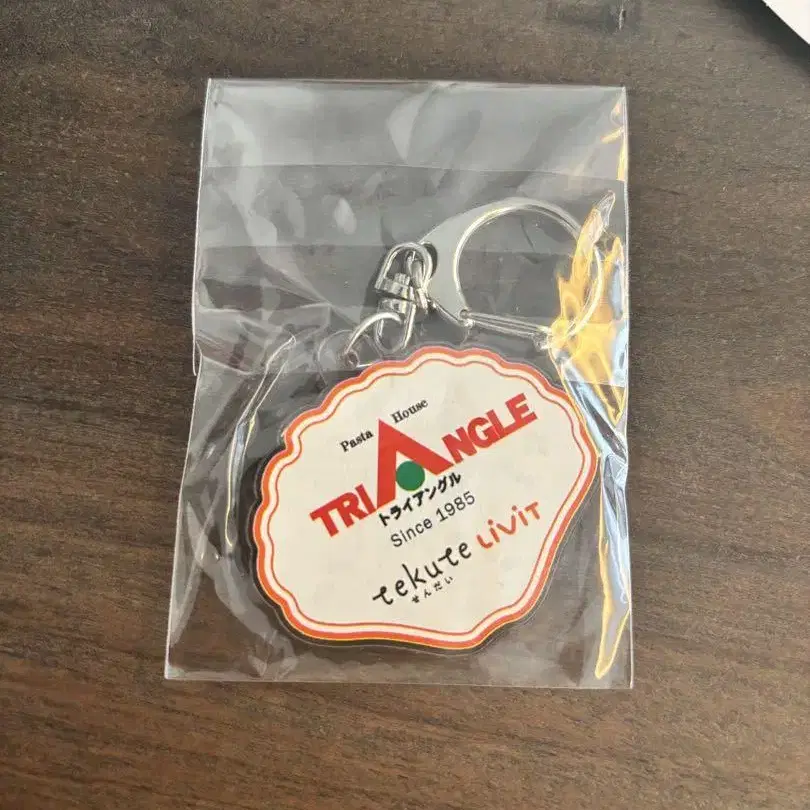 Pasta House
TRIANGLE
トライアングル
Since 1985
tekute LiViT
せんだい